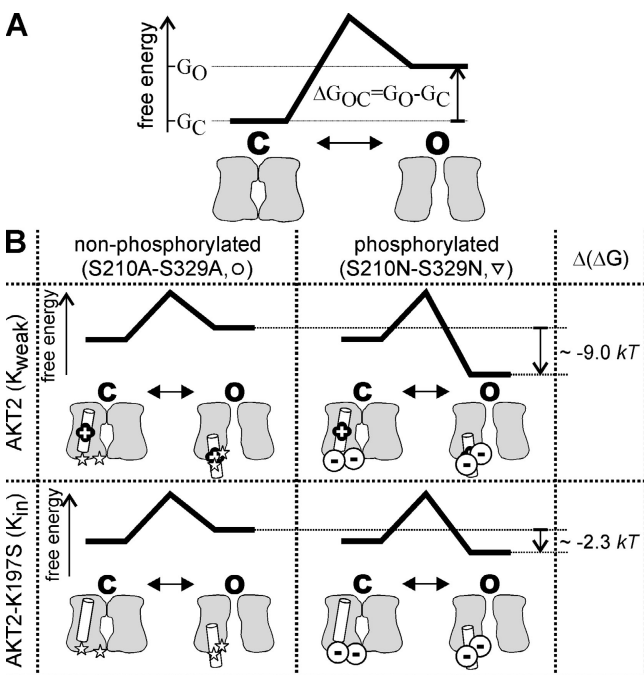 A
free energy
G_O
G_C
ΔG_OC=G_O-G_C
C
O
B
non-phosphorylated
(S210A-S329A, ○)
phosphorylated
(S210N-S329N, ▽)
Δ(ΔG)
AKT2 (K_weak)
free energy
~ -9.0 kT
C
O
C
O
+
+
+
-
-
-
-
AKT2-K197S (K_in)
free energy
~ -2.3 kT
C
O
C
O
-
-
-
-